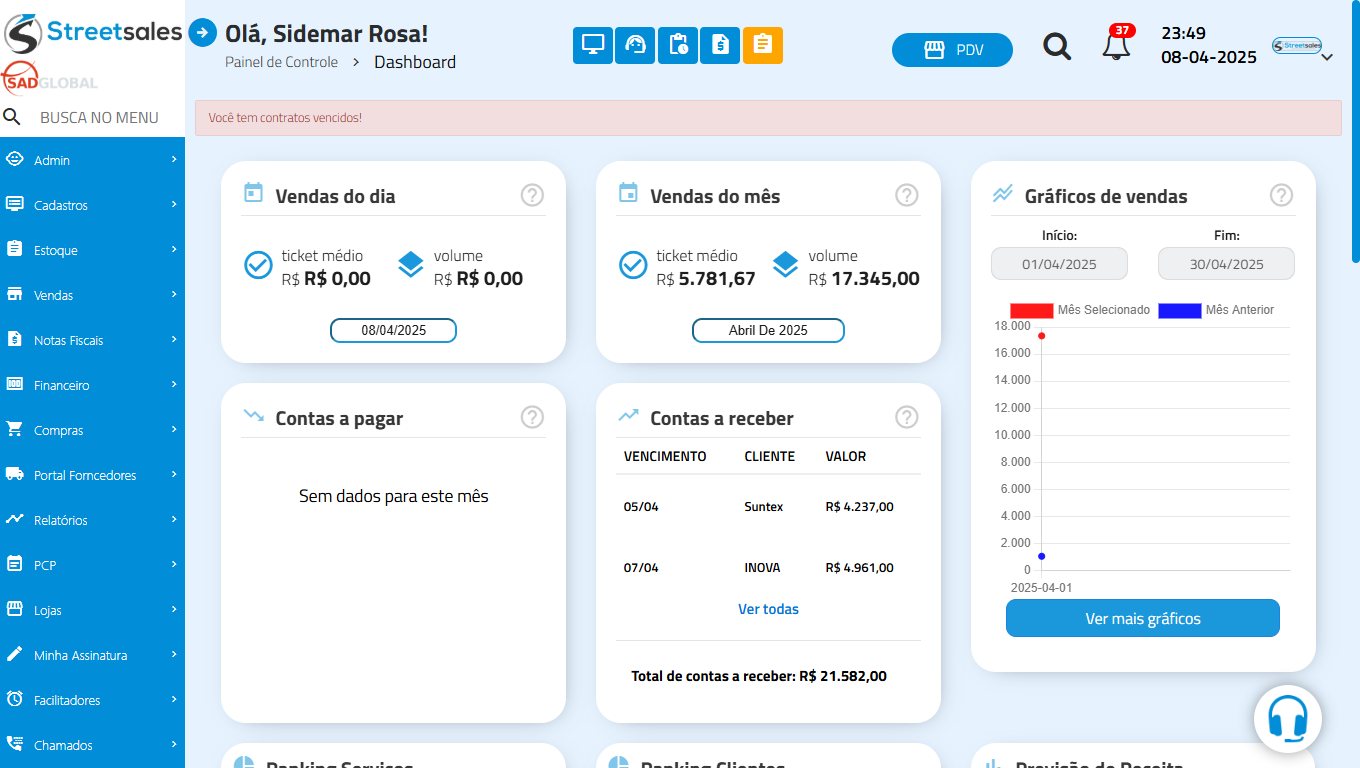 Streetsales
SADGLOBAL
BUSCA NO MENU
Admin
Cadastros
Estoque
Vendas
Notas Fiscais
Financeiro
Compras
Portal Forncedores
Relatórios
PCP
Lojas
Minha Assinatura
Facilitadores
Chamados
Olá, Sidemar Rosa!
Painel de Controle > Dashboard
PDV
37
23:49
08-04-2025
Streetsales
Você tem contratos vencidos!
Vendas do dia
ticket médio
R$ R$ 0,00
volume
R$ R$ 0,00
08/04/2025
Vendas do mês
ticket médio
R$ 5.781,67
volume
R$ 17.345,00
Abril De 2025
Gráficos de vendas
Início: Fim:
01/04/2025 30/04/2025
Mês Selecionado Mês Anterior
18.000
16.000
14.000
12.000
10.000
8.000
6.000
4.000
2.000
0
2025-04-01
Ver mais gráficos
Contas a pagar
Sem dados para este mês
Contas a receber
VENCIMENTO CLIENTE VALOR
05/04 Suntex R$ 4.237,00
07/04 INOVA R$ 4.961,00
Ver todas
Total de contas a receber: R$ 21.582,00
Ranking Serviços
Ranking Clientes
Previsão de Receita